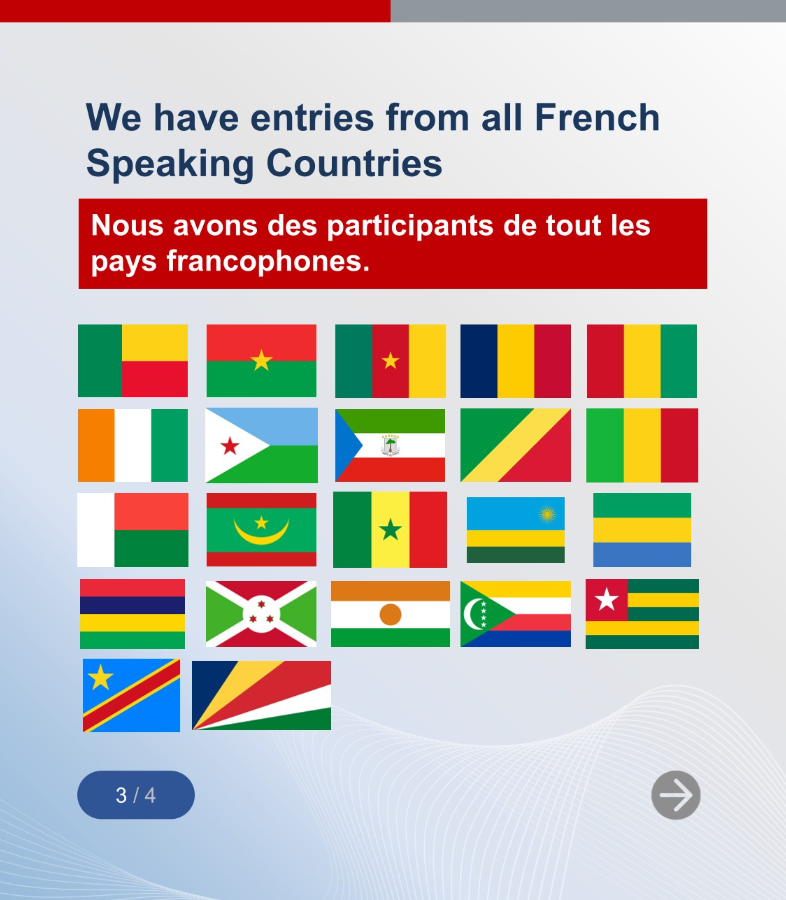 We have entries from all French
Speaking Countries
Nous avons des participants de tout les
pays francophones.
3 / 4